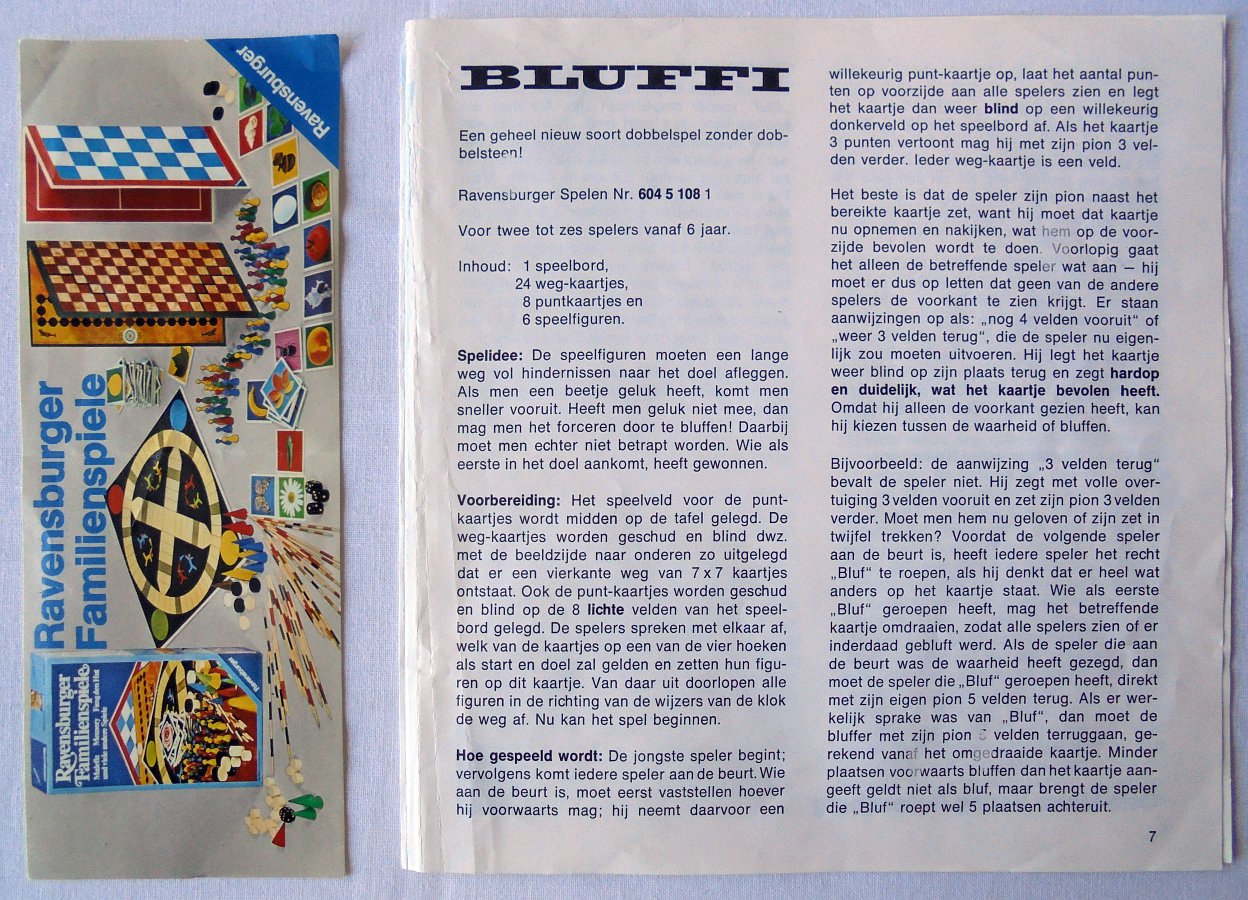 Ravensburger
Ravensburger
Familienspiele
Ravensburger
Ravensburger
Familienspiele
Malefiz Memory Fang den Hut
und viele andere Spiele
BLUFFI
Een geheel nieuw soort dobbelspel zonder dob-
belsteen!
Ravensburger Spelen Nr. 604 5 108 1
Voor twee tot zes spelers vanaf 6 jaar.
Inhoud: 1 speelbord,
24 weg-kaartjes,
8 puntkaartjes en
6 speelfiguren.
Spelidee: De speelfiguren moeten een lange
weg vol hindernissen naar het doel afleggen.
Als men een beetje geluk heeft, komt men
sneller vooruit. Heeft men geluk niet mee, dan
mag men het forceren door te bluffen! Daarbij
moet men echter niet betrapt worden. Wie als
eerste in het doel aankomt, heeft gewonnen.
Voorbereiding: Het speelveld voor de punt-
kaartjes wordt midden op de tafel gelegd. De
weg-kaartjes worden geschud en blind dwz.
met de beeldzijde naar onderen zo uitgelegd
dat er een vierkante weg van 7 x 7 kaartjes
ontstaat. Ook de punt-kaartjes worden geschud
en blind op de 8 lichte velden van het speel-
bord gelegd. De spelers spreken met elkaar af,
welk van de kaartjes op een van de vier hoeken
als start en doel zal gelden en zetten hun figu-
ren op dit kaartje. Van daar uit doorlopen alle
figuren in de richting van de wijzers van de klok
de weg af. Nu kan het spel beginnen.
Hoe gespeeld wordt: De jongste speler begint;
vervolgens komt iedere speler aan de beurt. Wie
aan de beurt is, moet eerst vaststellen hoever
hij voorwaarts mag; hij neemt daarvoor een
willekeurig punt-kaartje op, laat het aantal pun-
ten op voorzijde aan alle spelers zien en legt
het kaartje dan weer blind op een willekeurig
donkerveld op het speelbord af. Als het kaartje
3 punten vertoont mag hij met zijn pion 3 vel-
den verder. Ieder weg-kaartje is een veld.
Het beste is dat de speler zijn pion naast het
bereikte kaartje zet, want hij moet dat kaartje
nu opnemen en nakijken, wat hem op de voor-
zijde bevolen wordt te doen. Voorlopig gaat
het alleen de betreffende speler wat aan – hij
moet er dus op letten dat geen van de andere
spelers de voorkant te zien krijgt. Er staan
aanwijzingen op als: „nog 4 velden vooruit“ of
„weer 3 velden terug“, die de speler nu eigen-
lijk zou moeten uitvoeren. Hij legt het kaartje
weer blind op zijn plaats terug en zegt hardop
en duidelijk, wat het kaartje bevolen heeft.
Omdat hij alleen de voorkant gezien heeft, kan
hij kiezen tussen de waarheid of bluffen.
Bijvoorbeeld: de aanwijzing „3 velden terug“
bevalt de speler niet. Hij zegt met volle over-
tuiging 3 velden vooruit en zet zijn pion 3 velden
verder. Moet men hem nu geloven of zijn zet in
twijfel trekken? Voordat de volgende speler
aan de beurt is, heeft iedere speler het recht
„Bluf“ te roepen, als hij denkt dat er heel wat
anders op het kaartje staat. Wie als eerste
„Bluf“ geroepen heeft, mag het betreffende
kaartje omdraaien, zodat alle spelers zien of er
inderdaad gebluft werd. Als de speler die aan
de beurt was de waarheid heeft gezegd, dan
moet de speler die „Bluf“ geroepen heeft, direkt
met zijn eigen pion 5 velden terug. Als er wer-
kelijk sprake was van „Bluf“, dan moet de
bluffer met zijn pion 5 velden terruggaan, ge-
rekend vanaf het omgedraaide kaartje. Minder
plaatsen voorwaarts bluffen dan het kaartje aan-
geeft geldt niet als bluf, maar brengt de speler
die „Bluf“ roept wel 5 plaatsen achteruit.
7